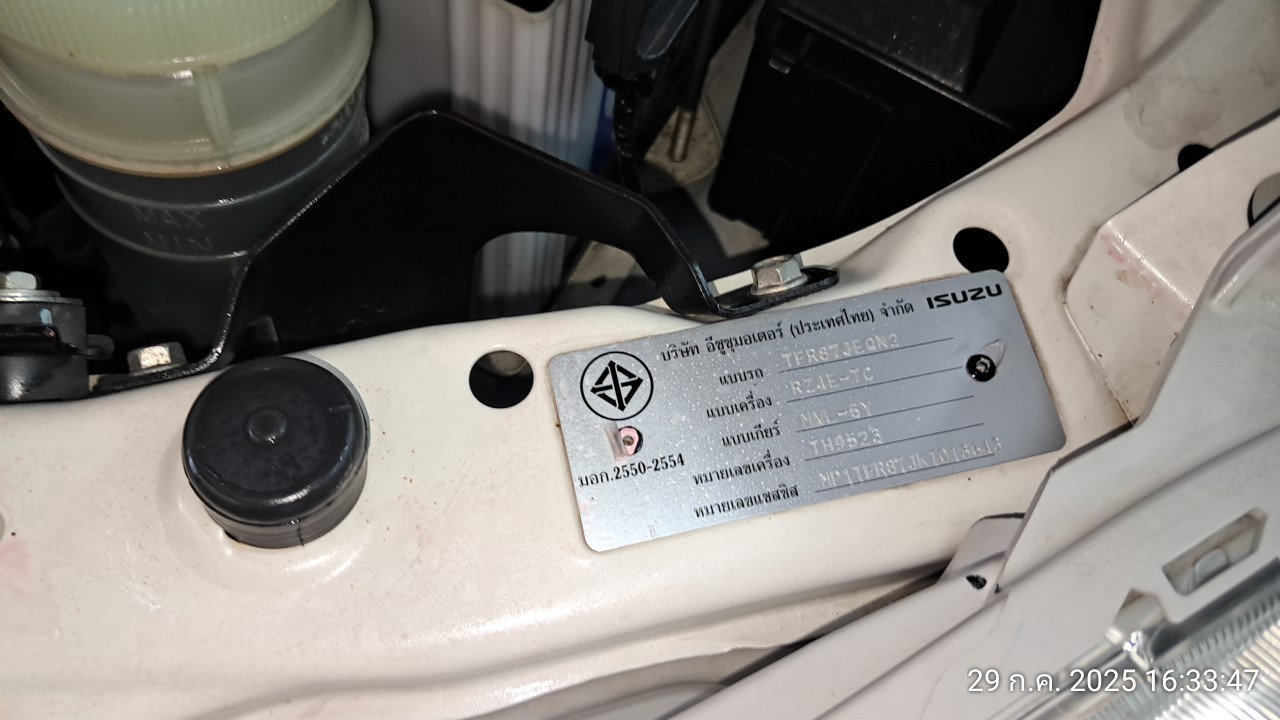 MAX
MIN
บริษัท อีซูซุมอเตอร์ (ประเทศไทย) จำกัด ISUZU
แบบรถ TFR87JEQN2
แบบเครื่อง RZ4E-TC
แบบเกียร์ -6Y
หมายเลขเครื่อง TH9523
หมายเลขแชสซิส
มอก.2550-2554
29 ก.ค. 2025 16:33:47